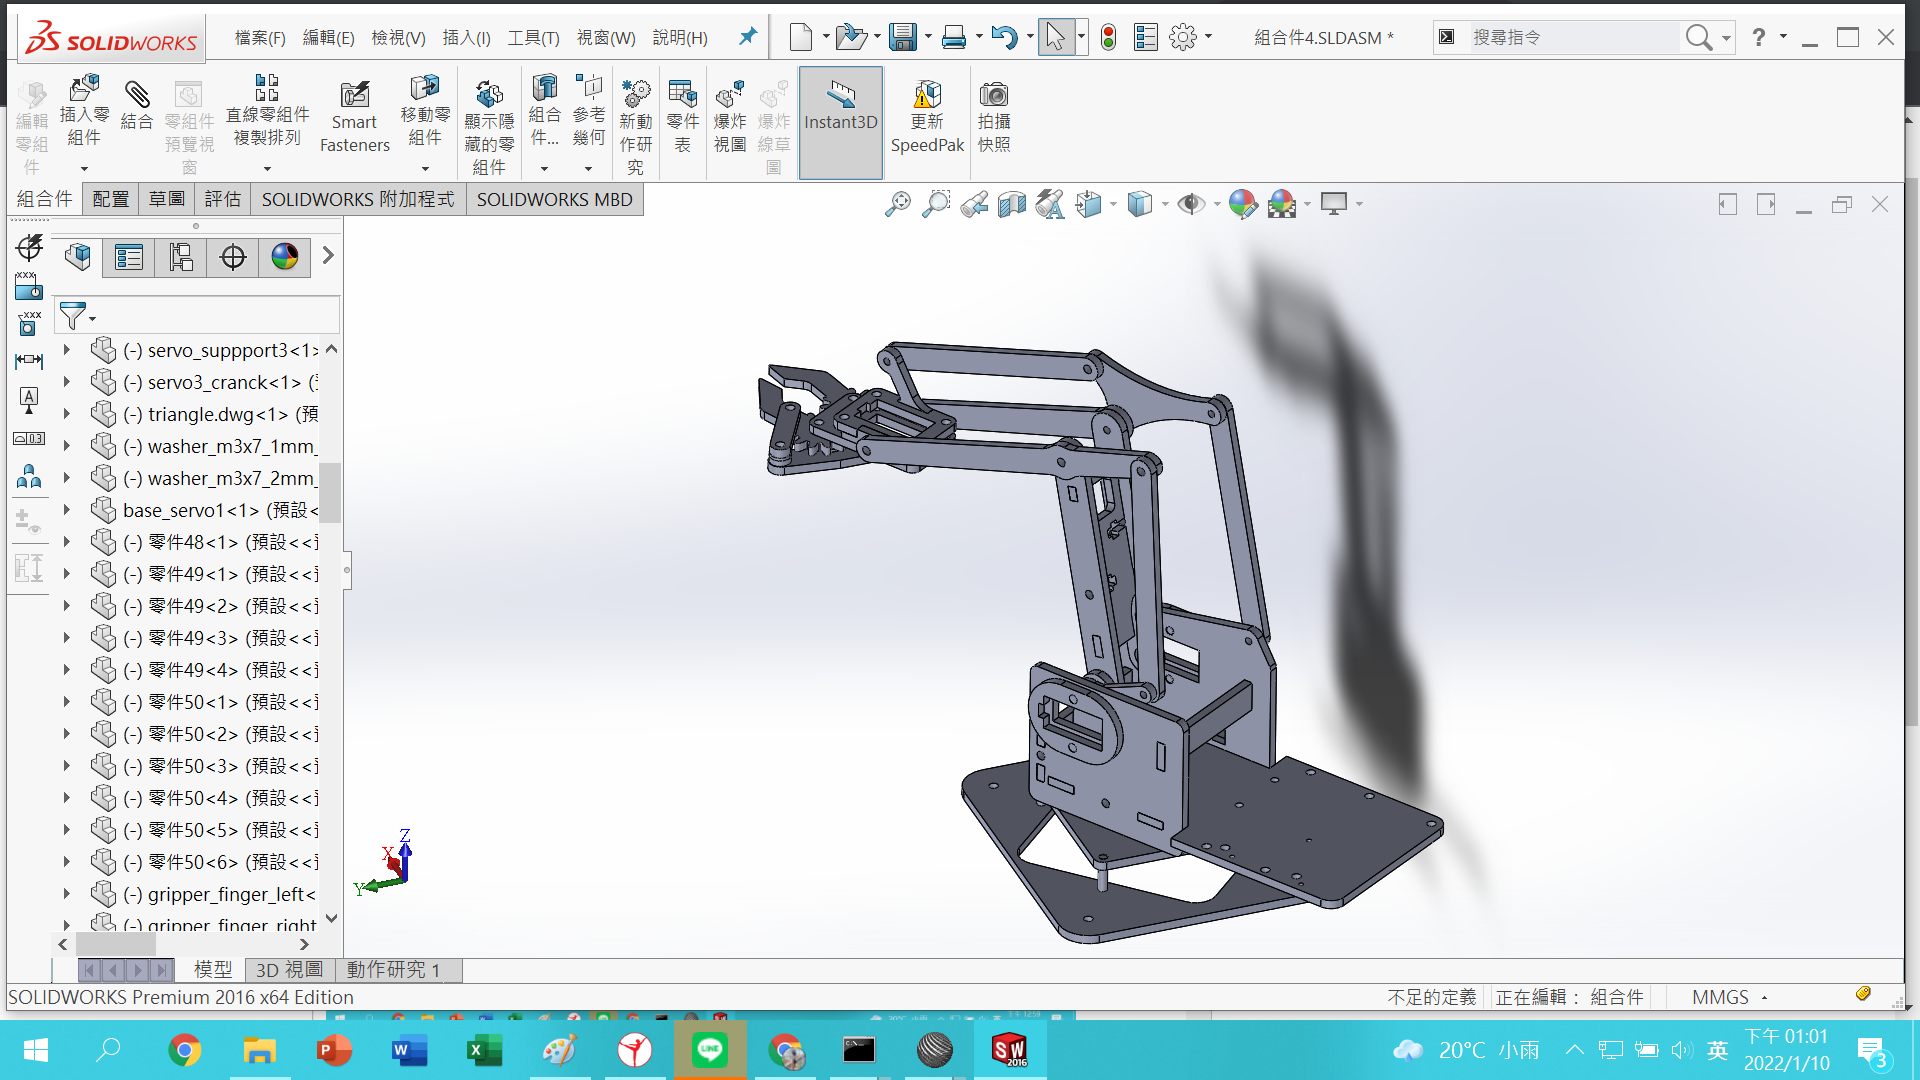 SOLIDWORKS
檔案(F) 編輯(E) 檢視(V) 插入(I) 工具(T) 視窗(W) 說明(H)
組合件4.SLDASM *
搜尋指令
?
編輯零組件
插入零組件
結合
零組件預覽視窗
直線零組件複製排列
Smart Fasteners
移動零組件
顯示隱藏的零組件
組合件...
參考幾何
新動作研究
零件表
爆炸視圖
爆炸線草圖
Instant3D
更新 SpeedPak
拍攝快照
組合件 配置 草圖 評估 SOLIDWORKS 附加程式 SOLIDWORKS MBD
(-) servo_suppport3<1>
(-) servo3_cranck<1> (
(-) triangle.dwg<1> (預
(-) washer_m3x7_1mm_
(-) washer_m3x7_2mm_
base_servo1<1> (預設<
(-) 零件48<1> (預設<<
(-) 零件49<1> (預設<<
(-) 零件49<2> (預設<<
(-) 零件49<3> (預設<<
(-) 零件49<4> (預設<<
(-) 零件50<1> (預設<<
(-) 零件50<2> (預設<<
(-) 零件50<3> (預設<<
(-) 零件50<4> (預設<<
(-) 零件50<5> (預設<<
(-) 零件50<6> (預設<<
(-) gripper_finger_left<
(-) gripper_finger_right
Z
X
Y
模型 3D 視圖 動作研究 1
SOLIDWORKS Premium 2016 x64 Edition
不足的定義 正在編輯： 組合件 MMGS
20°C 小雨
英
下午 01:01
2022/1/10
3